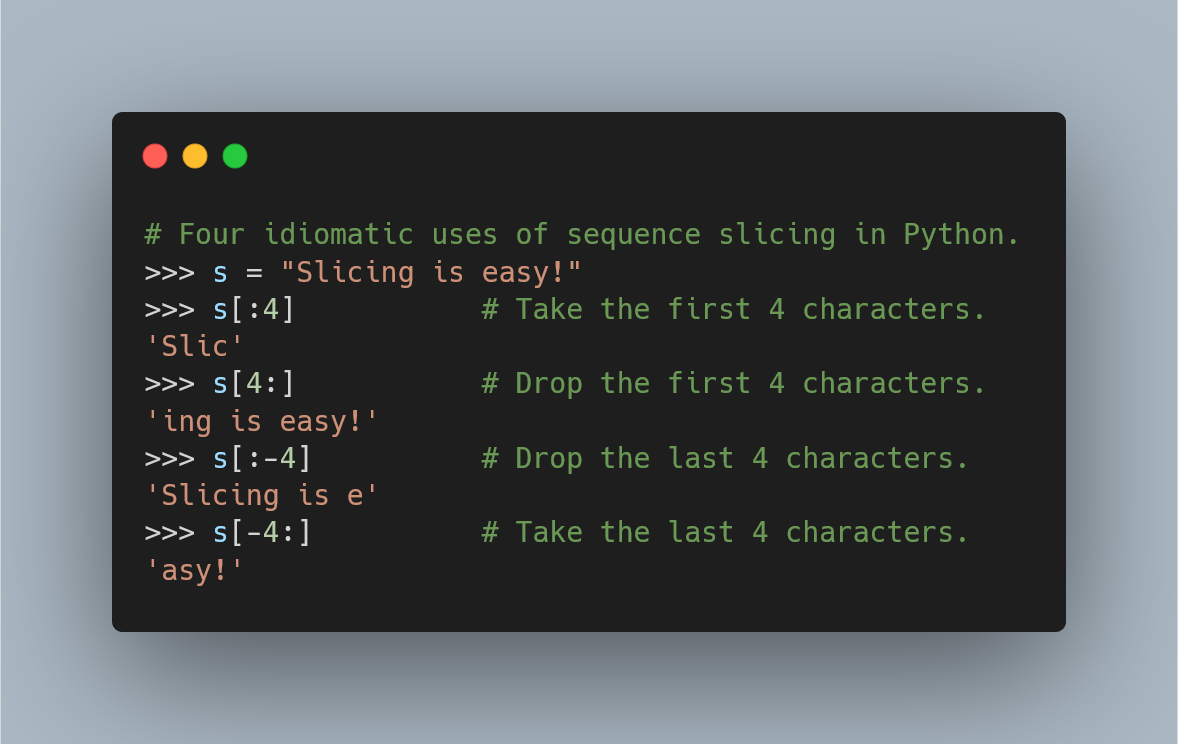 # Four idiomatic uses of sequence slicing in Python.
>>> s = "Slicing is easy!"
>>> s[:4]           # Take the first 4 characters.
'Slic'
>>> s[4:]           # Drop the first 4 characters.
'ing is easy!'
>>> s[:-4]          # Drop the last 4 characters.
'Slicing is e'
>>> s[-4:]          # Take the last 4 characters.
'asy!'